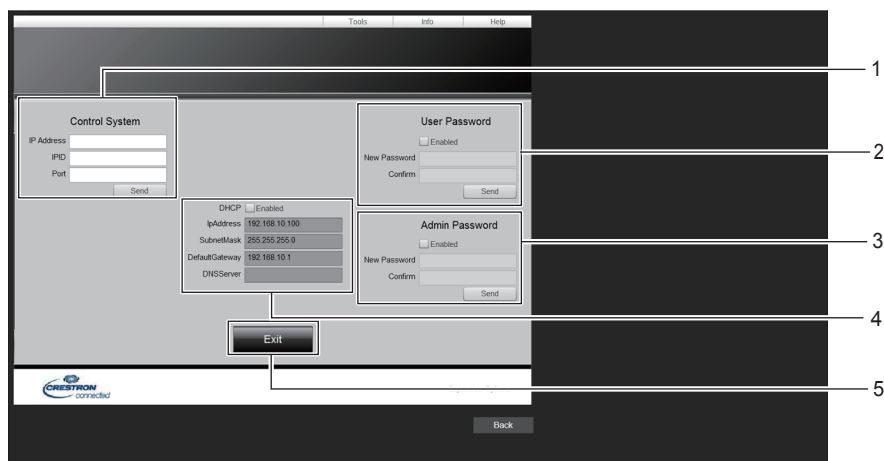 Tools Info Help
1
Control System
IP Address
IPID
Port
Send
User Password
Enabled
New Password
Confirm
Send
2
DHCP Enabled
IpAddress 192.168.10.100
SubnetMask 255.255.255.0
DefaultGateway 192.168.10.1
DNSServer
Admin Password
Enabled
New Password
Confirm
Send
3
4
Exit
CRESTRON
connected
5
Back